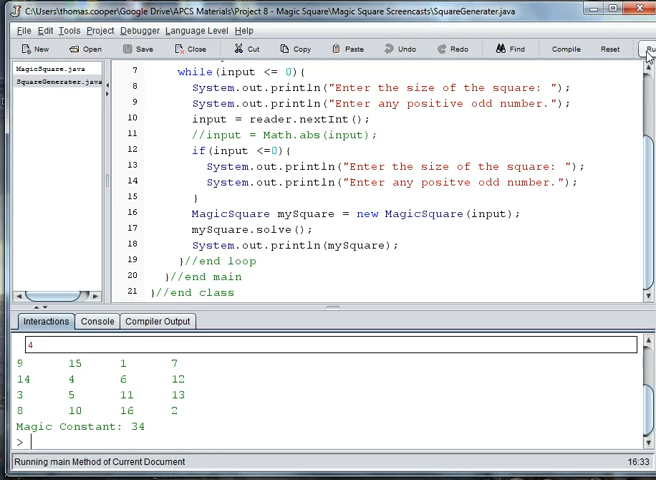 C:\Users\thomas.cooper\Google Drive\APCS Materials\Project 8 - Magic Square\Magic Square Screencasts\SquareGenerater.java
File Edit Tools Project Debugger Language Level Help
New Open Save Close Cut Copy Paste Undo Redo Find Compile Reset Ru
MagicSquare.java
SquareGenerater.java
7 while(input <= 0){
8 System.out.println("Enter the size of the square: ");
9 System.out.println("Enter any positive odd number.");
10 input = reader.nextInt();
11 //input = Math.abs(input);
12 if(input <=0){
13 System.out.println("Enter the size of the square: ");
14 System.out.println("Enter any positve odd number.");
15 }
16 MagicSquare mySquare = new MagicSquare(input);
17 mySquare.solve();
18 System.out.println(mySquare);
19 }//end loop
20 }//end main
21 }//end class
Interactions Console Compiler Output
4
9 15 1 7
14 4 6 12
3 5 11 13
8 10 16 2
Magic Constant: 34
>
Running main Method of Current Document 16:33